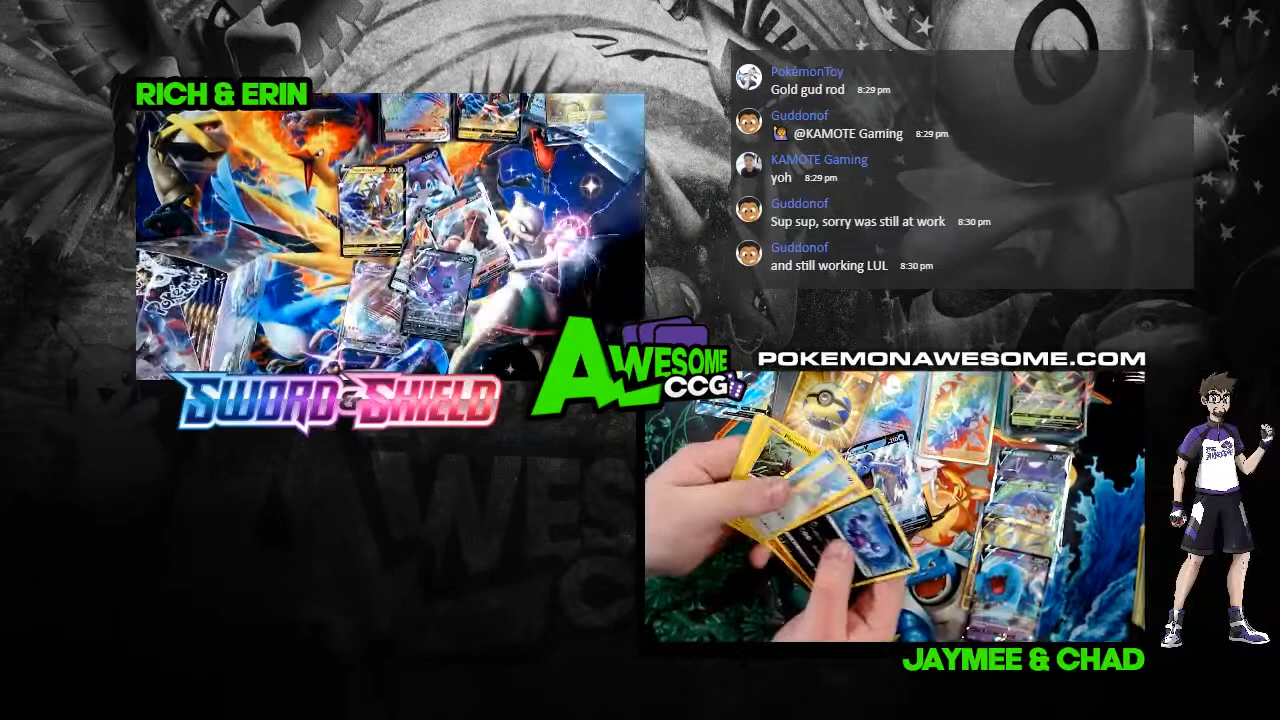 RICH & ERIN
PokémonToy
Gold gud rod 8:29 pm
Guddonof
🙋 @KAMOTE Gaming 8:29 pm
KAMOTE Gaming
yoh 8:29 pm
Guddonof
Sup sup, sorry was still at work 8:30 pm
Guddonof
and still working LUL 8:30 pm
Pokémon
SWORD & SHIELD
AWESOME
CCG
POKEMONAWESOME.COM
JAYMEE & CHAD